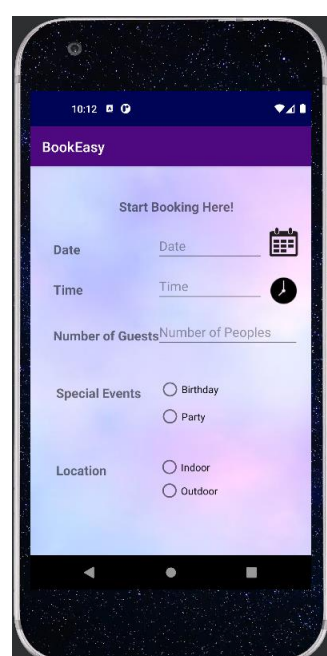 10:12
BookEasy
Start Booking Here!
Date Date
Time Time
Number of Guests Number of Peoples
Special Events Birthday
Party
Location Indoor
Outdoor